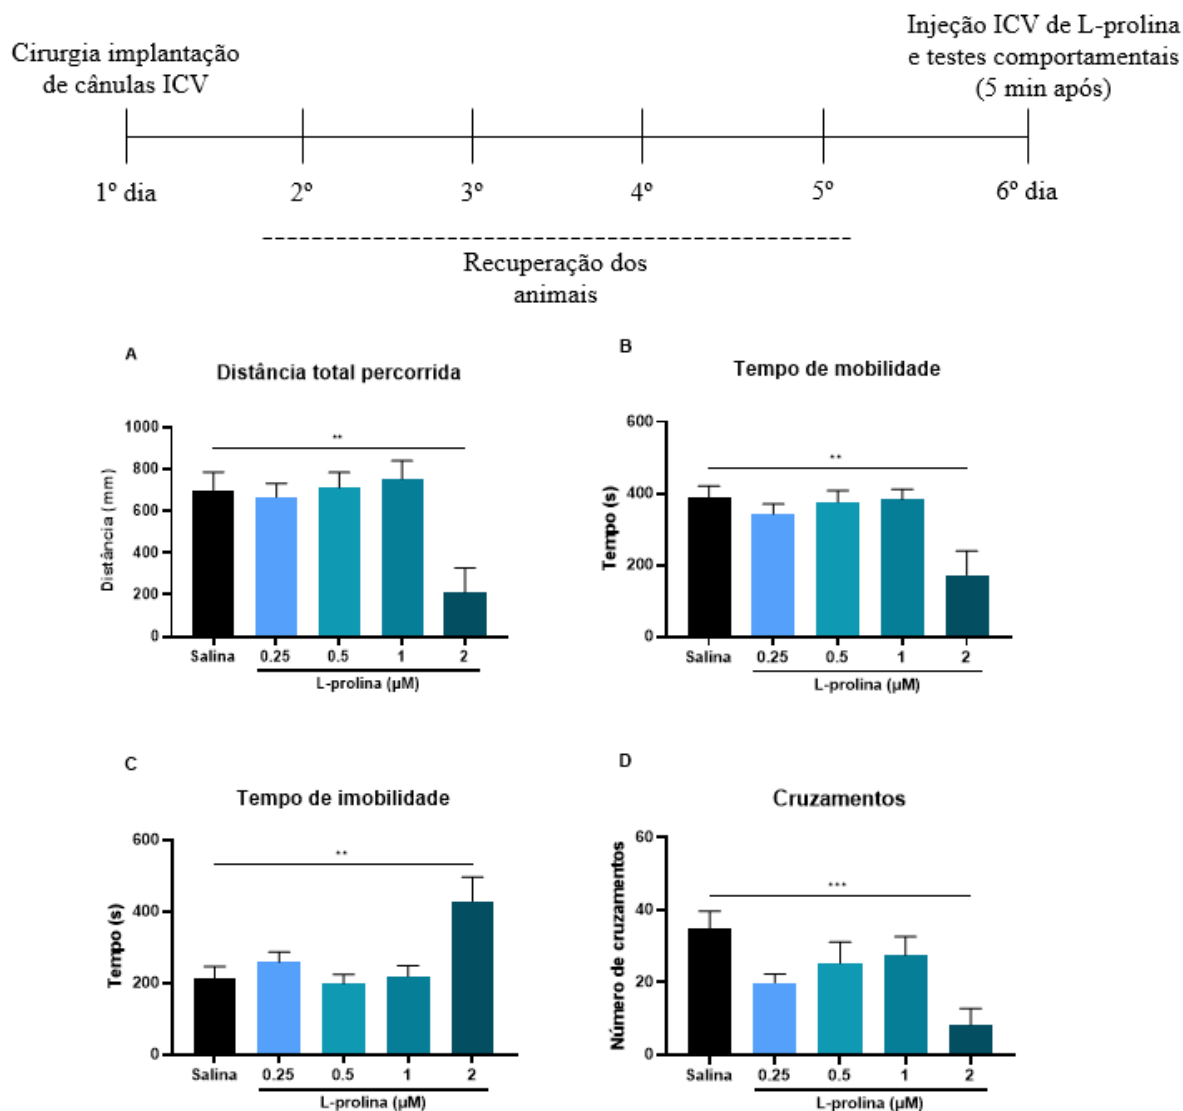 Cirurgia implantação
de cânulas ICV
Injeção ICV de L-prolina
e testes comportamentais
(5 min após)
1º dia
2º
3º
4º
5º
6º dia
Recuperação dos
animais
A
Distância total percorrida
Distância (mm)
1000
800
600
400
200
0
**
Salina
0.25
0.5
1
2
L-prolina (µM)
B
Tempo de mobilidade
Tempo (s)
600
400
200
0
**
Salina
0.25
0.5
1
2
L-prolina (µM)
C
Tempo de imobilidade
Tempo (s)
600
400
200
0
**
Salina
0.25
0.5
1
2
L-prolina (µM)
D
Cruzamentos
Número de cruzamentos
60
40
20
0
***
Salina
0.25
0.5
1
2
L-prolina (µM)